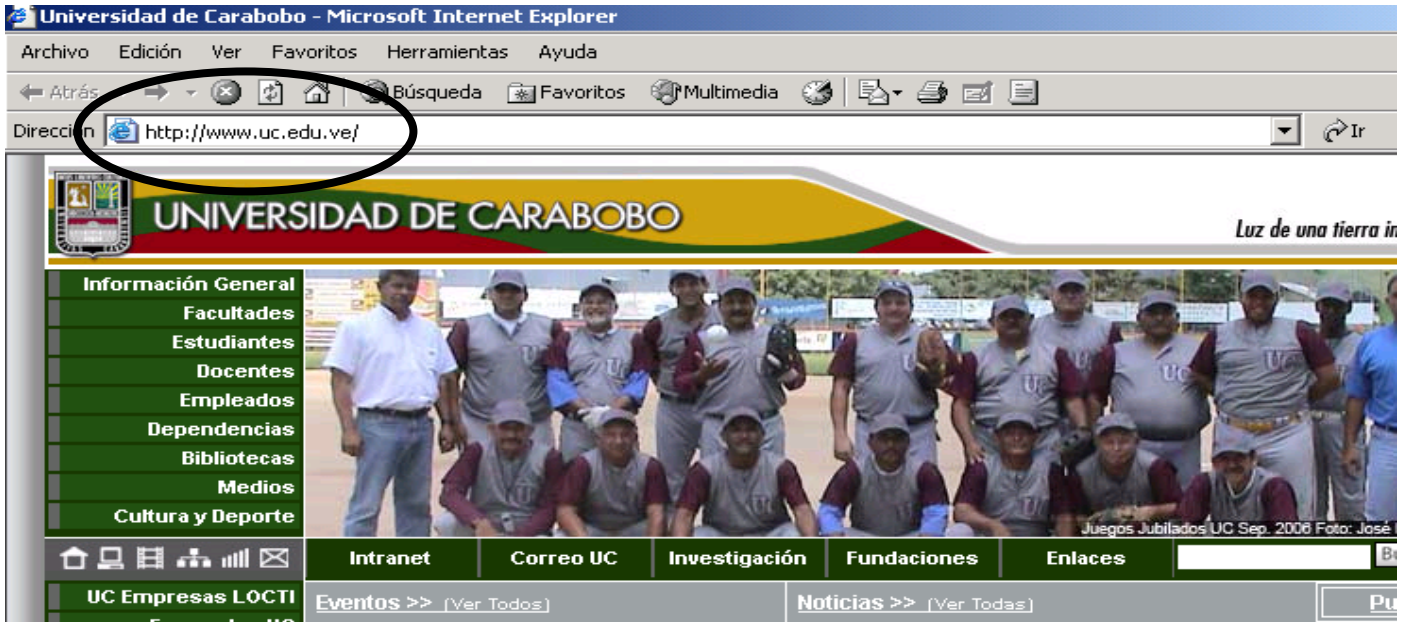 Universidad de Carabobo - Microsoft Internet Explorer
Archivo Edición Ver Favoritos Herramientas Ayuda
Atrás Búsqueda Favoritos Multimedia
Dirección http://www.uc.edu.ve/ Ir
UNIVERSIDAD DE CARABOBO
Luz de una tierra
Información General
Facultades
Estudiantes
Docentes
Empleados
Dependencias
Bibliotecas
Medios
Cultura y Deporte
Juegos Jubilados UC Sep. 2006 Foto: José
Intranet Correo UC Investigación Fundaciones Enlaces
UC Empresas LOCTI
Eventos >> (Ver Todos) Noticias >> (Ver Todas)